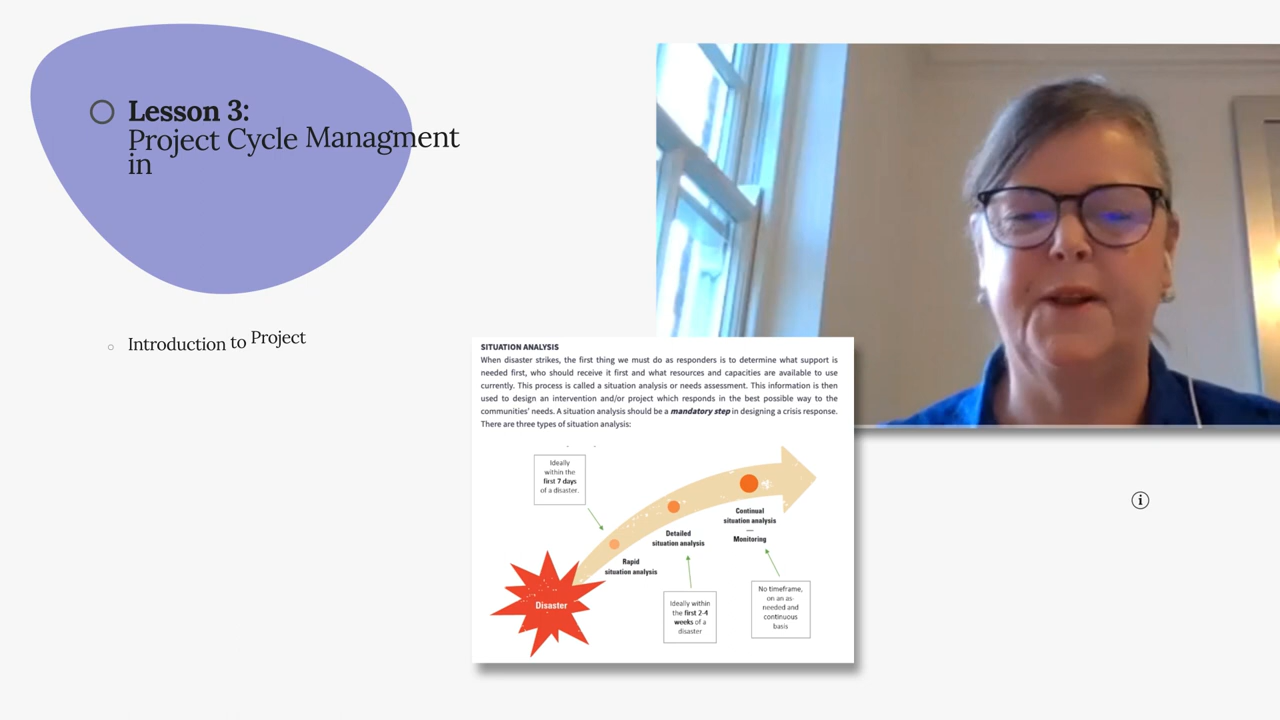 Lesson 3:
Project Cycle Managment
in
Introduction to Project
SITUATION ANALYSIS
When disaster strikes, the first thing we must do as responders is to determine what support is
needed first, who should receive it first and what resources and capacities are available to use
currently. This process is called a situation analysis or needs assessment. This information is then
used to design an intervention and/or project which responds in the best possible way to the
communities' needs. A situation analysis should be a mandatory step in designing a crisis response.
There are three types of situation analysis:
Ideally
within the
first 7 days
of a disaster.
Continual
situation analysis
—
Monitoring
Detailed
situation analysis
Rapid
situation analysis
Disaster
Ideally within
the first 2-4
weeks of a
disaster
No timeframe,
on an as-
needed and
continuous
basis
i